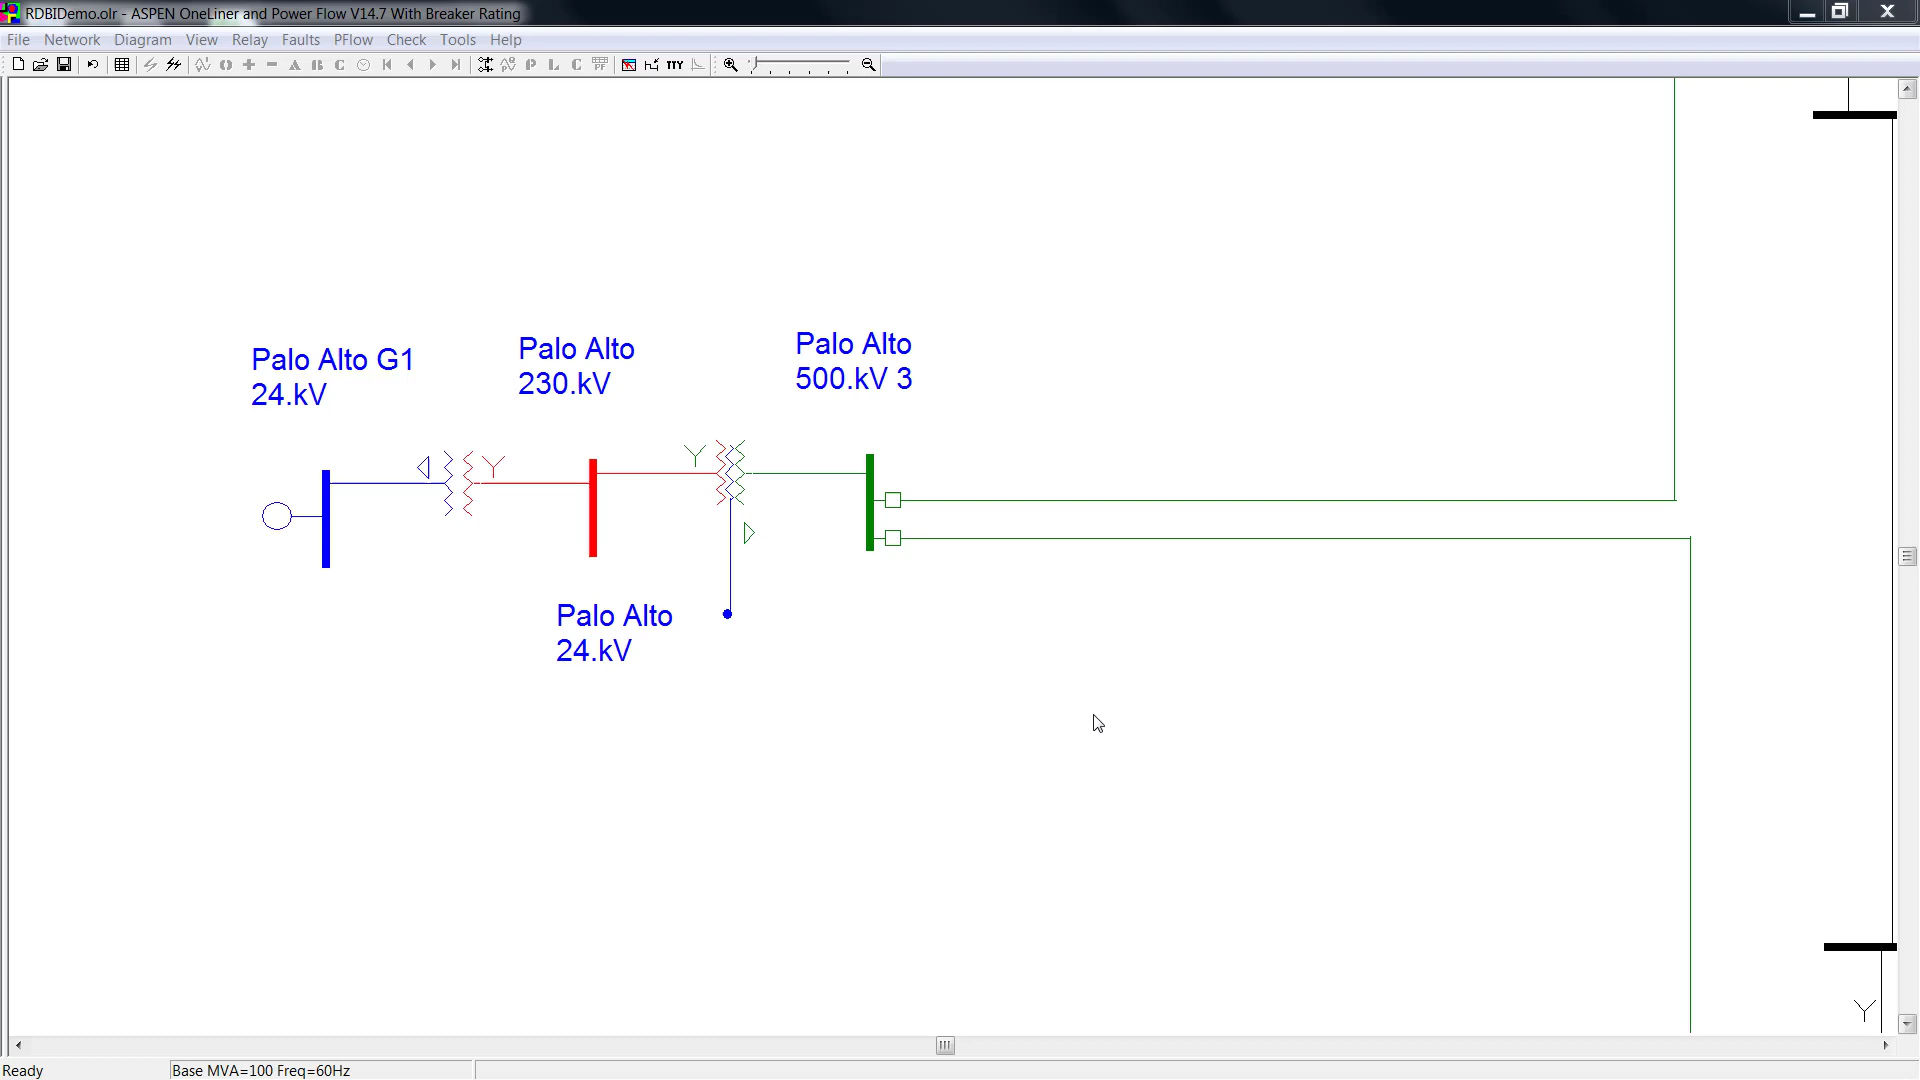 RDBIDemo.olr - ASPEN OneLiner and Power Flow V14.7 With Breaker Rating
File Network Diagram View Relay Faults PFlow Check Tools Help
Palo Alto G1
24.kV
Palo Alto
230.kV
Palo Alto
500.kV 3
Palo Alto
24.kV
Ready
Base MVA=100 Freq=60Hz